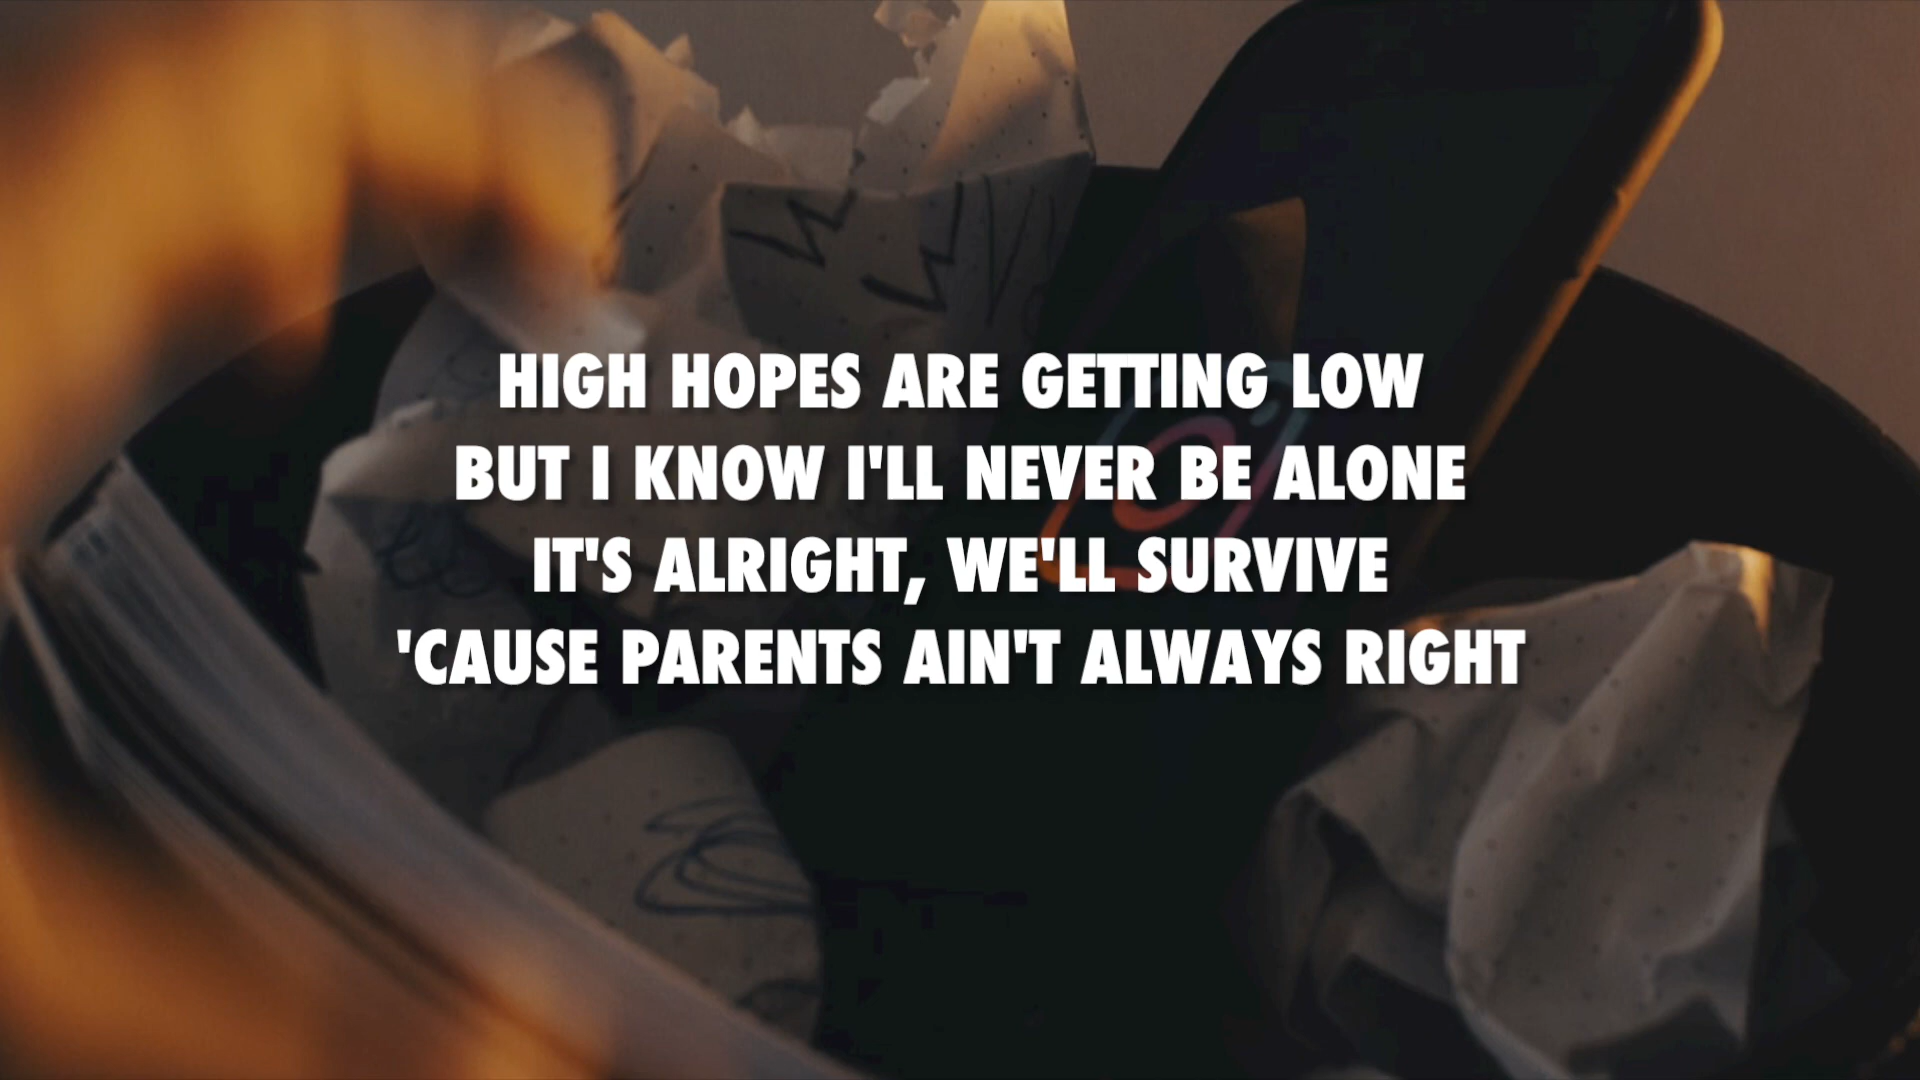 HIGH HOPES ARE GETTING LOW
BUT I KNOW I'LL NEVER BE ALONE
IT'S ALRIGHT, WE'LL SURVIVE
'CAUSE PARENTS AIN'T ALWAYS RIGHT